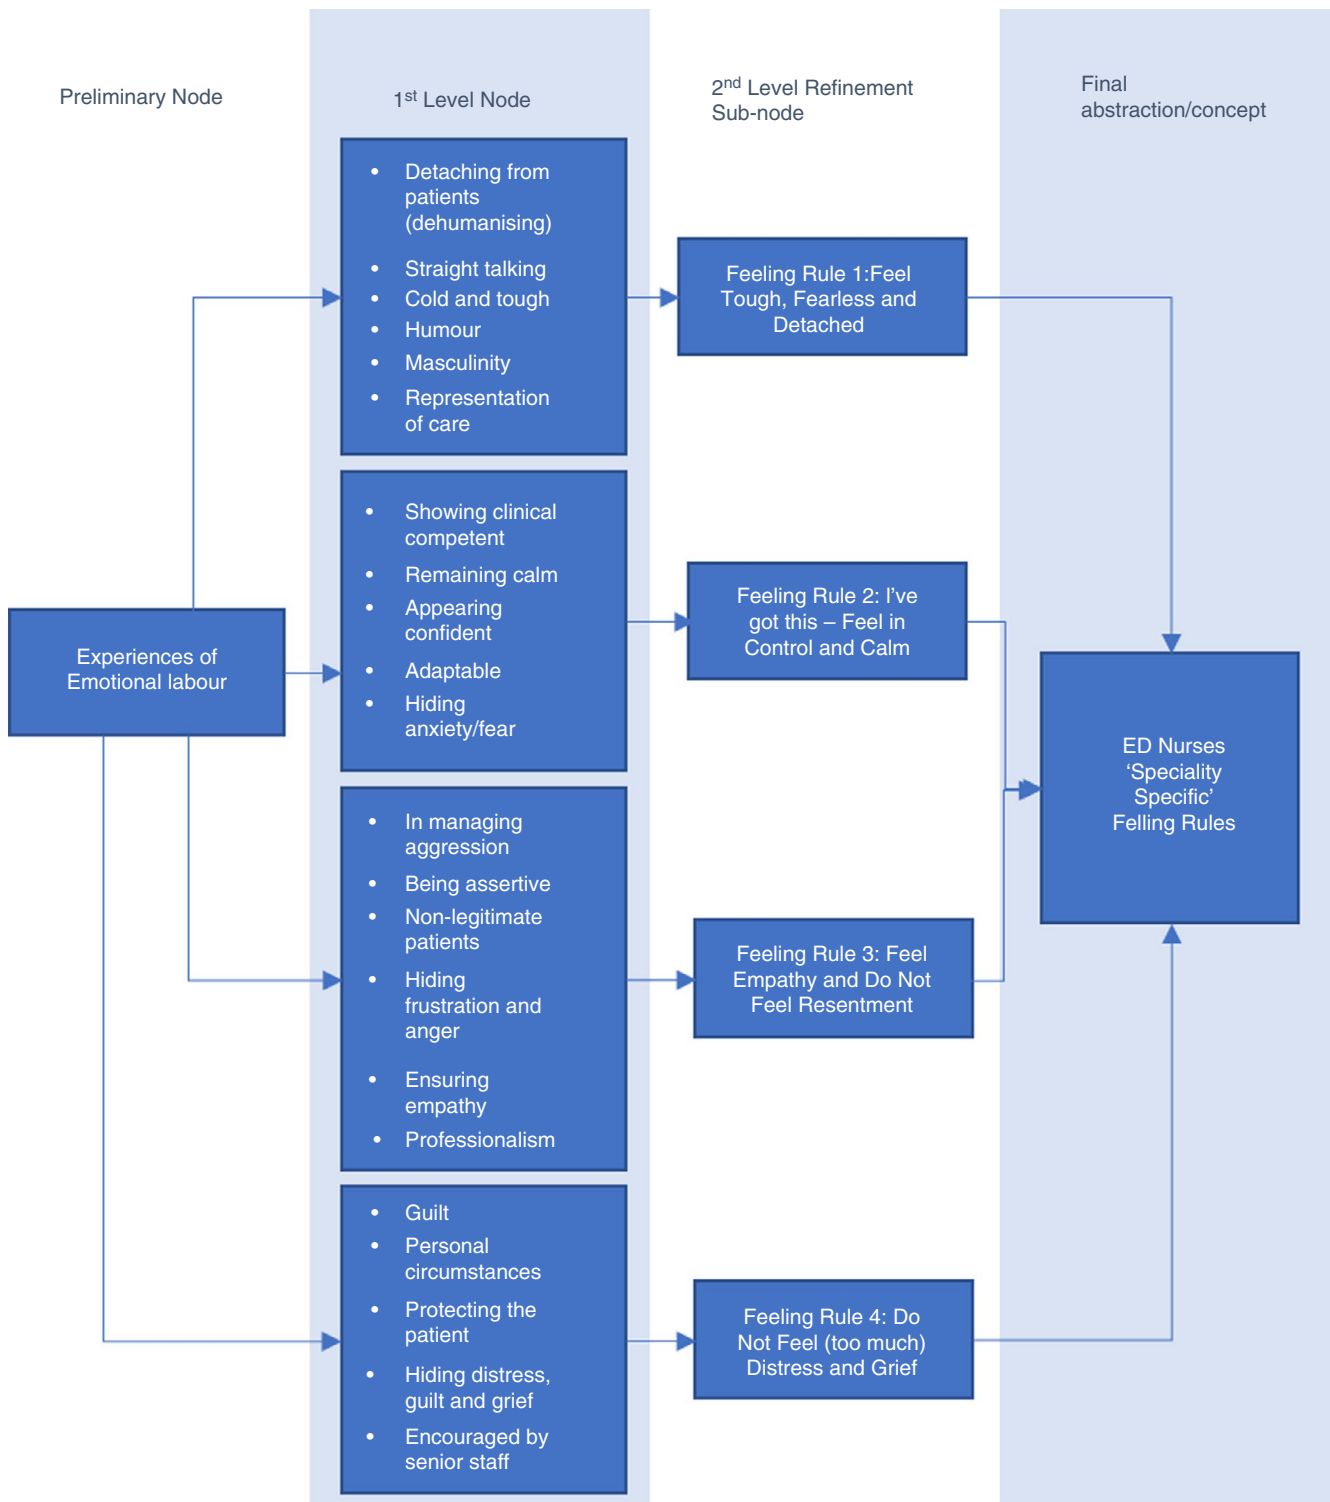 Preliminary Node
1st Level Node
2nd Level Refinement
Sub-node
Final
abstraction/concept
Experiences of
Emotional labour
• Detaching from
patients
(dehumanising)
• Straight talking
• Cold and tough
• Humour
• Masculinity
• Representation
of care
• Showing clinical
competent
• Remaining calm
• Appearing
confident
• Adaptable
• Hiding
anxiety/fear
• In managing
aggression
• Being assertive
• Non-legitimate
patients
• Hiding
frustration and
anger
• Ensuring
empathy
• Professionalism
• Guilt
• Personal
circumstances
• Protecting the
patient
• Hiding distress,
guilt and grief
• Encouraged by
senior staff
Feeling Rule 1:Feel
Tough, Fearless and
Detached
Feeling Rule 2: I’ve
got this – Feel in
Control and Calm
Feeling Rule 3: Feel
Empathy and Do Not
Feel Resentment
Feeling Rule 4: Do
Not Feel (too much)
Distress and Grief
ED Nurses
‘Speciality
Specific’
Felling Rules